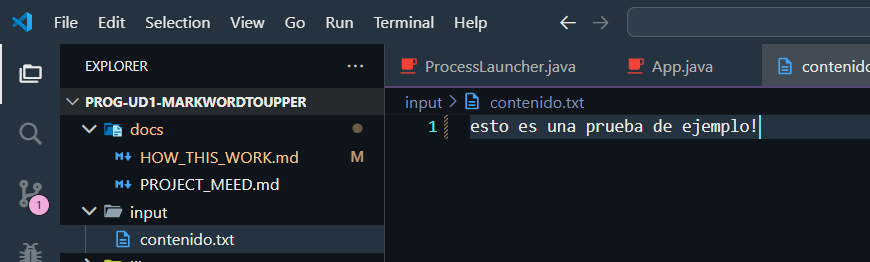 File Edit Selection View Go Run Terminal Help
EXPLORER
ProcessLauncher.java App.java
PROG-UD1-MARKWORDTOUPPER
input > contenido.txt
docs
1 esto es una prueba de ejemplo!
HOW_THIS_WORK.md M
PROJECT_MEED.md
input
contenido.txt
1